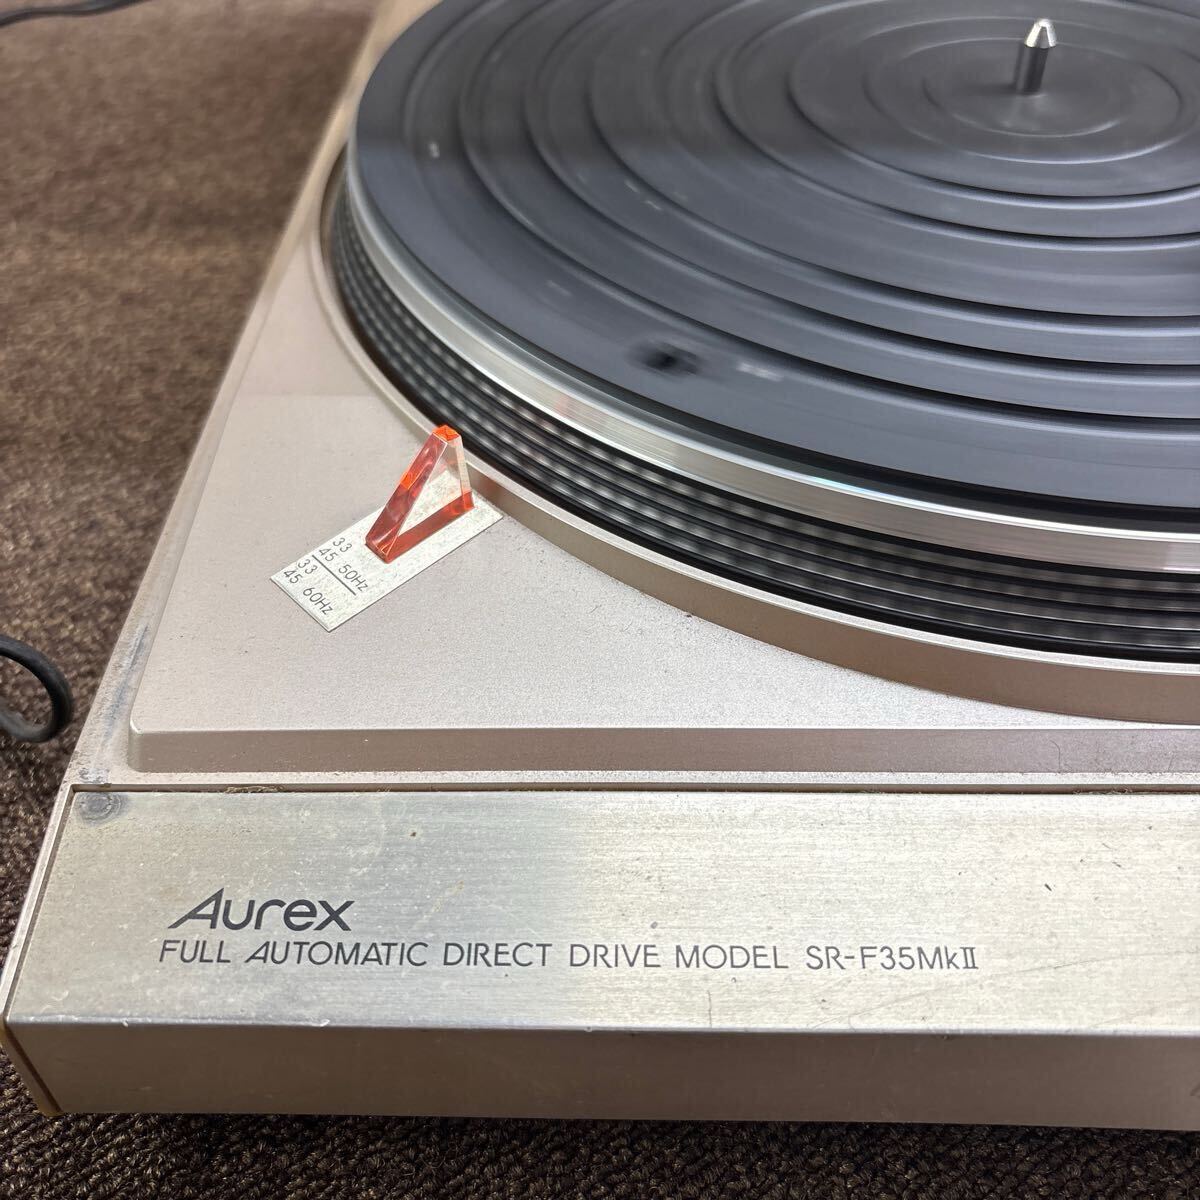 33
45 50Hz
33
45 60Hz
Aurex
FULL AUTOMATIC DIRECT DRIVE MODEL SR-F35MkII